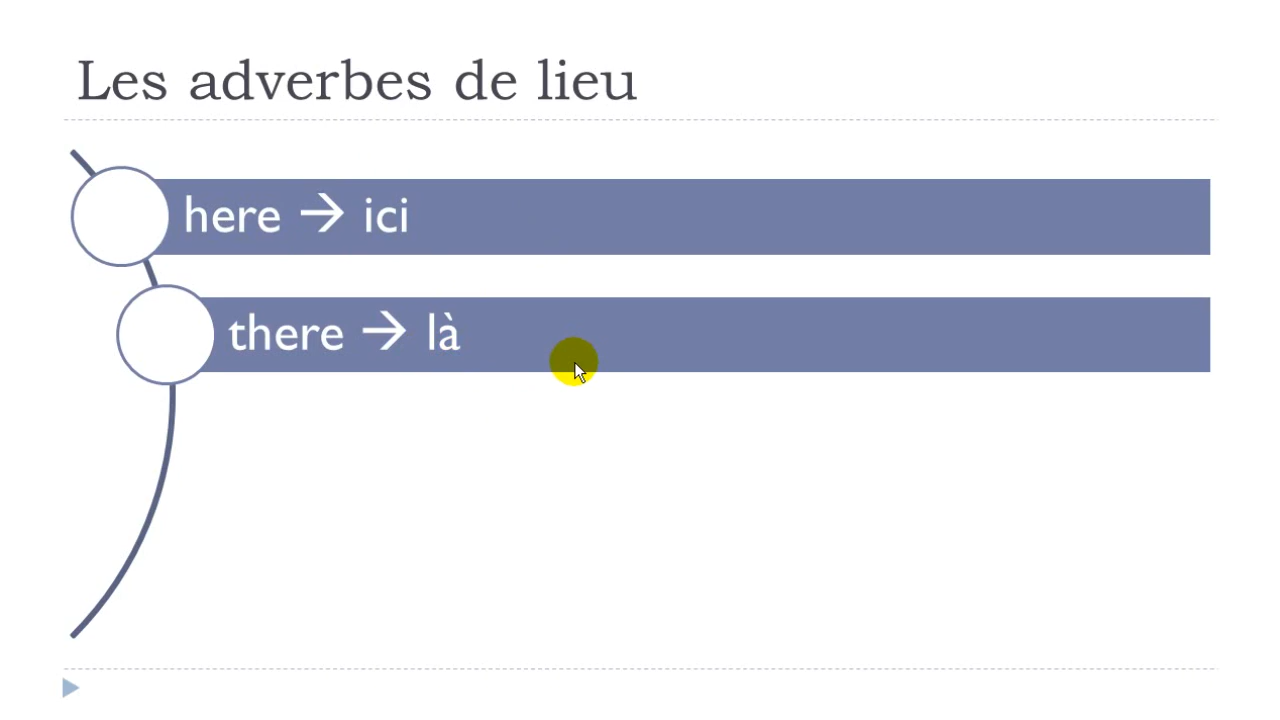 Les adverbes de lieu
here → ici
there → là